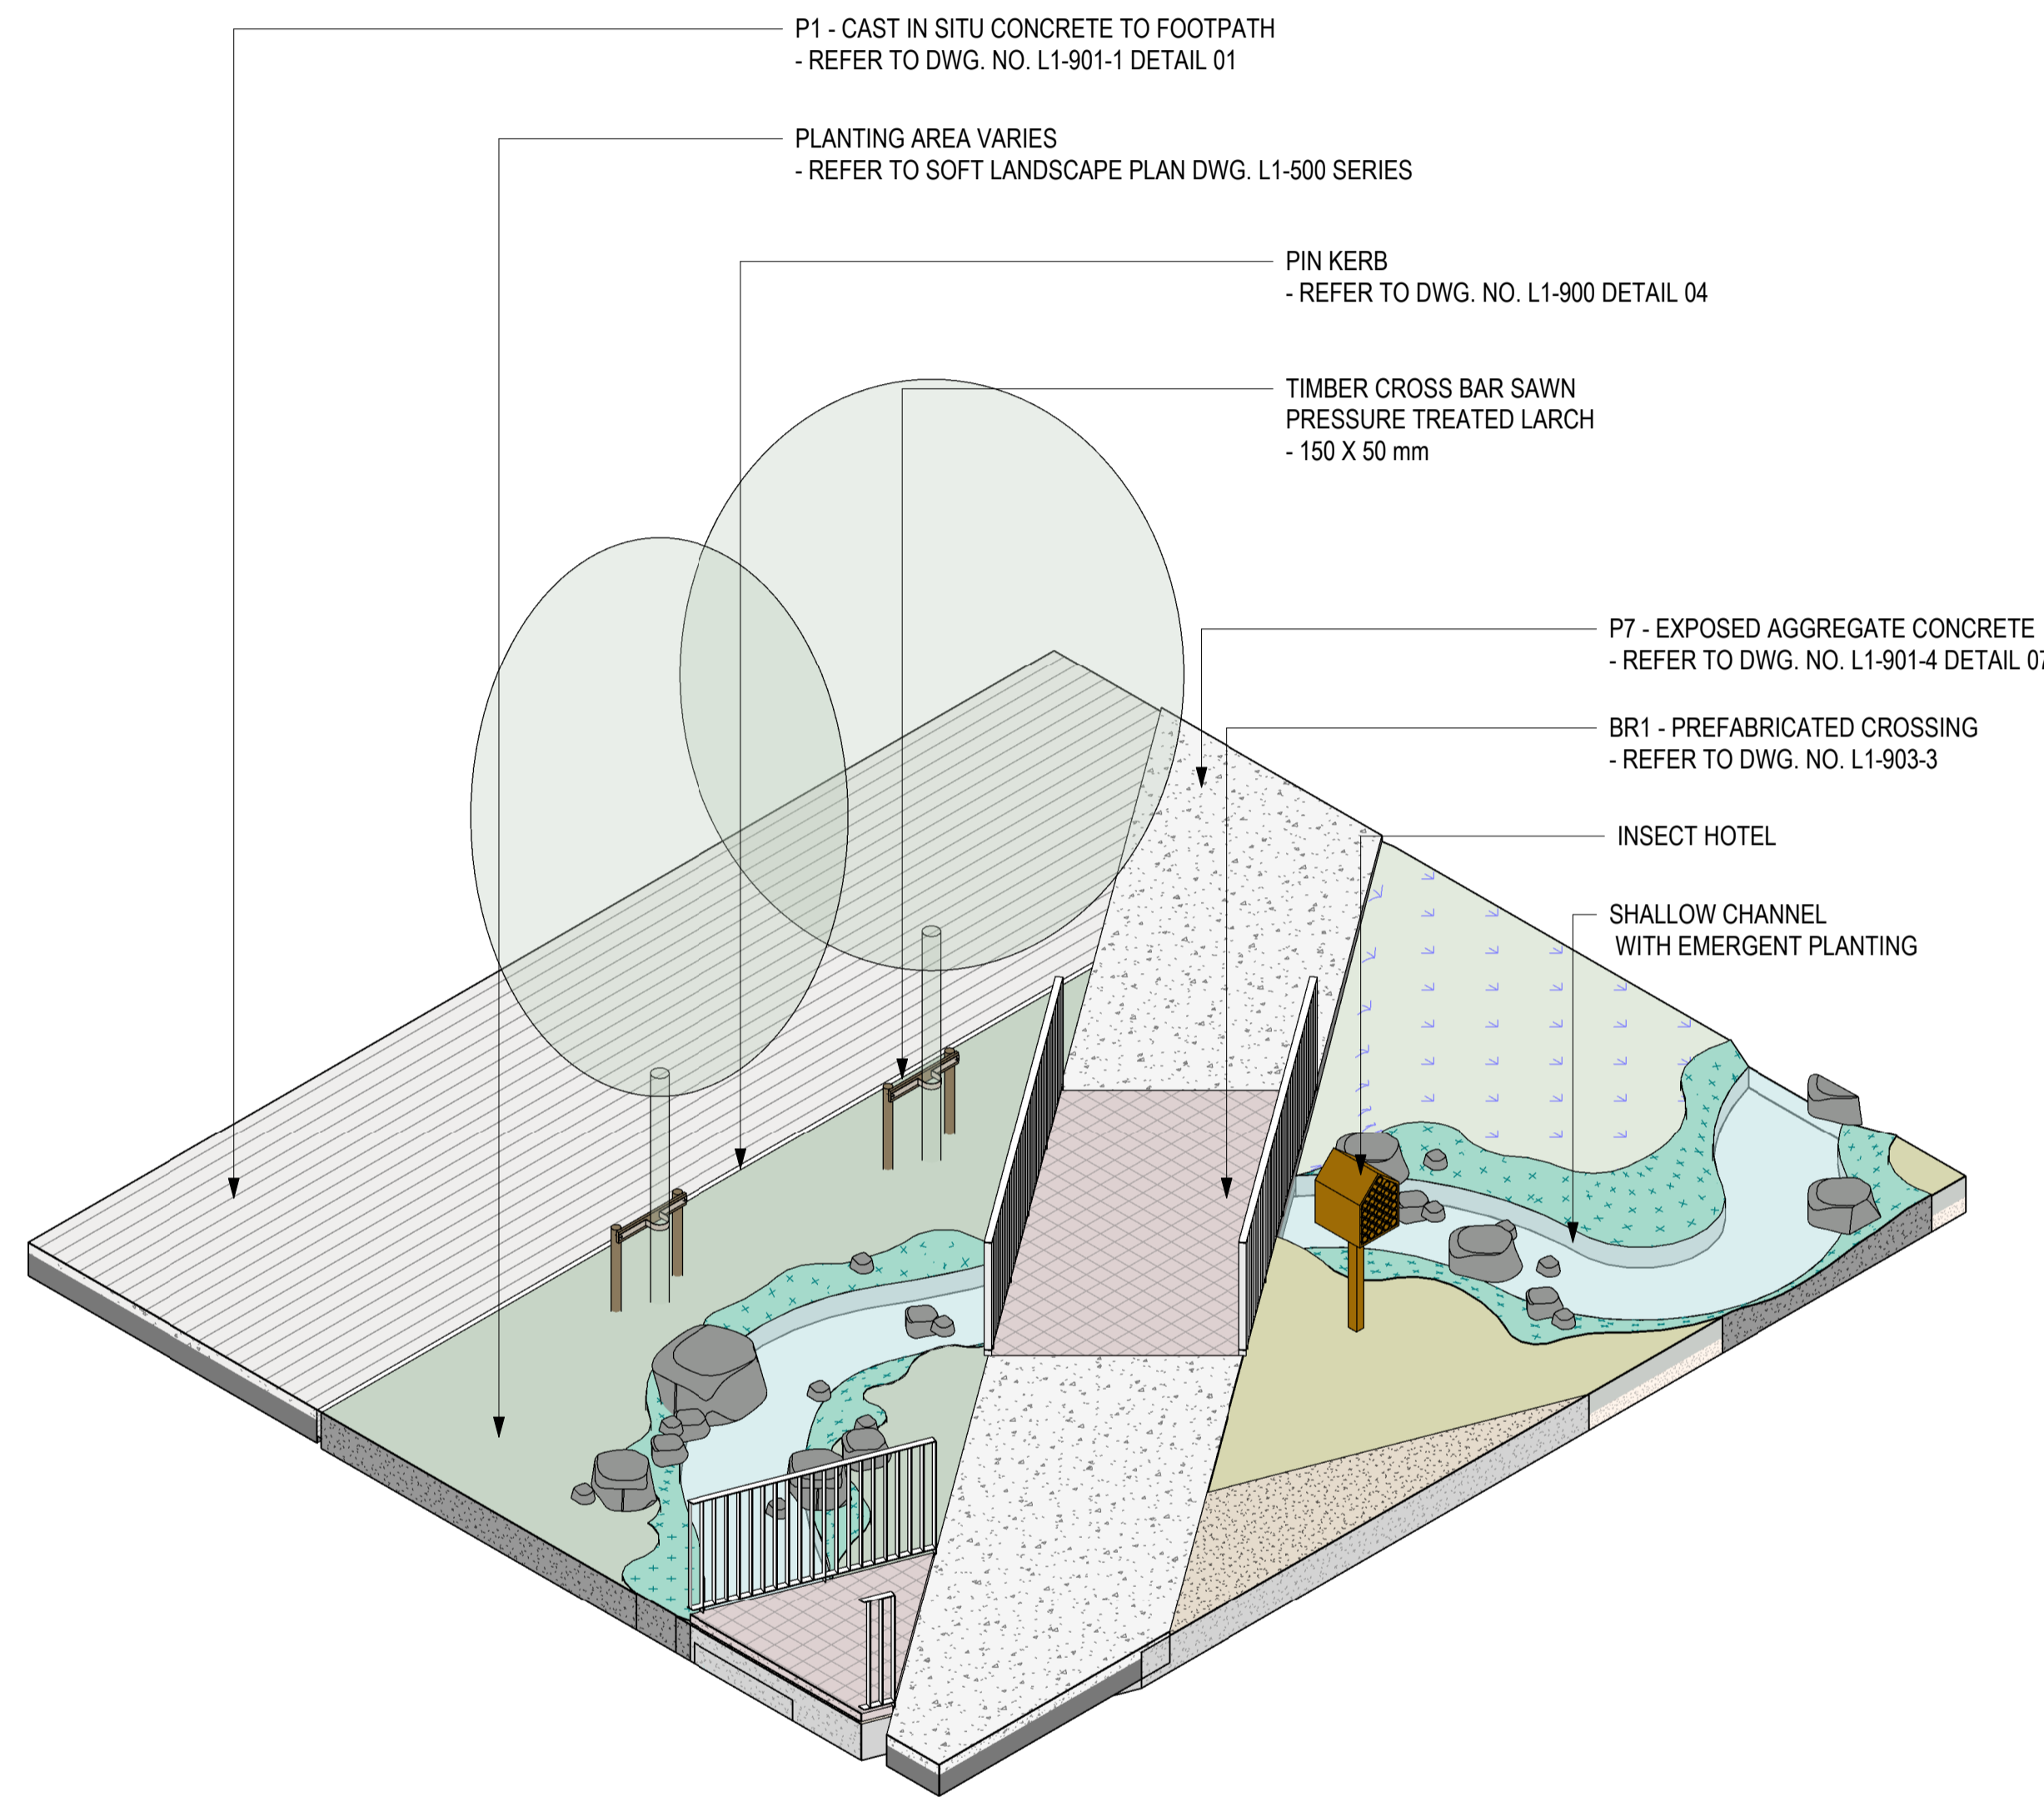 P1 - CAST IN SITU CONCRETE TO FOOTPATH
- REFER TO DWG. NO. L1-901-1 DETAIL 01
PLANTING AREA VARIES
- REFER TO SOFT LANDSCAPE PLAN DWG. L1-500 SERIES
PIN KERB
- REFER TO DWG. NO. L1-900 DETAIL 04
TIMBER CROSS BAR SAWN
PRESSURE TREATED LARCH
- 150 X 50 mm
P7 - EXPOSED AGGREGATE CONCRETE
- REFER TO DWG. NO. L1-901-4 DETAIL 07
BR1 - PREFABRICATED CROSSING
- REFER TO DWG. NO. L1-903-3
INSECT HOTEL
SHALLOW CHANNEL
WITH EMERGENT PLANTING